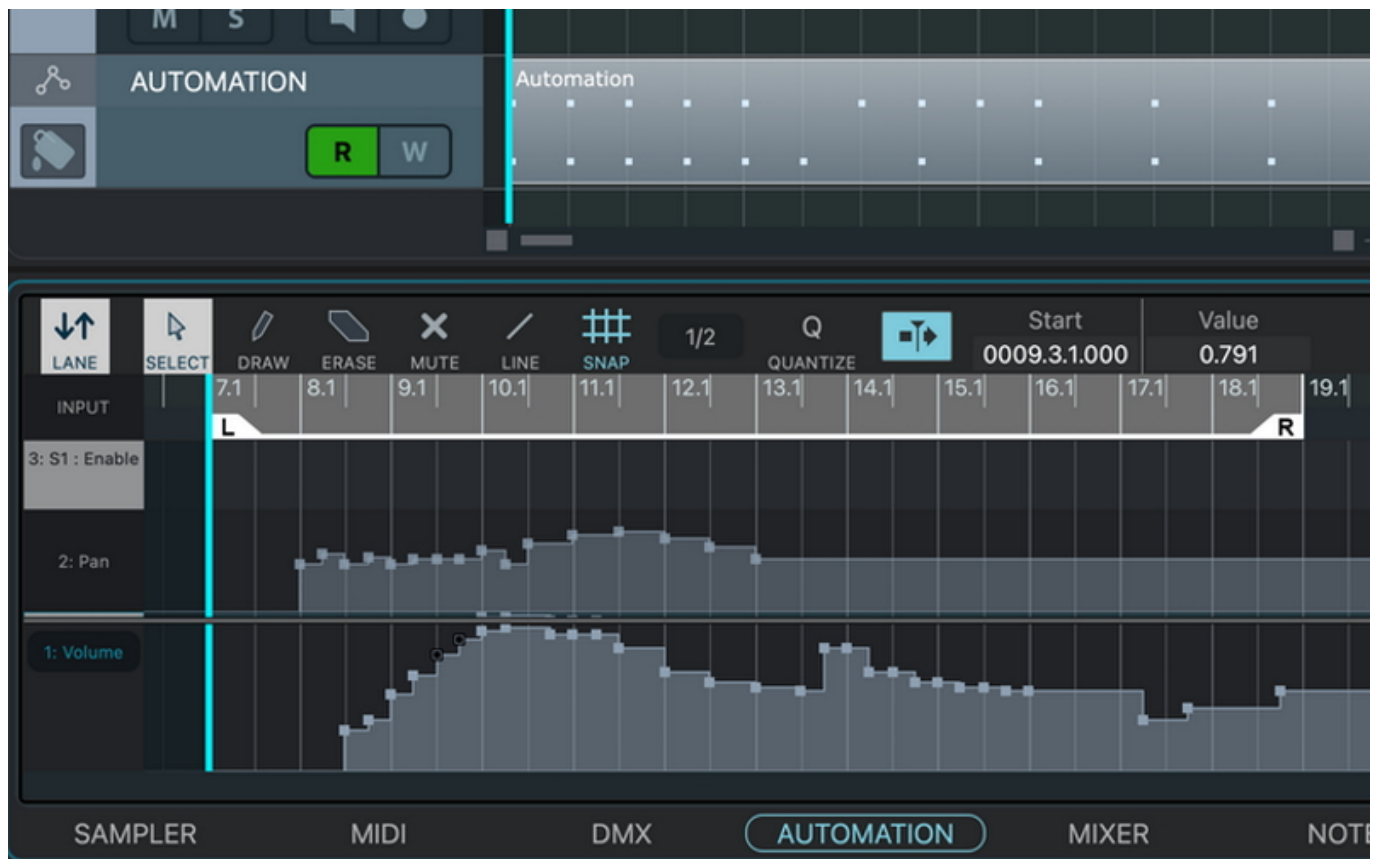 M S
AUTOMATION
Automation
R W
LANE
SELECT
DRAW
ERASE
MUTE
LINE
SNAP
1/2
Q
QUANTIZE
Start
0009.3.1.000
Value
0.791
INPUT
7.1 8.1 9.1 10.1 11.1 12.1 13.1 14.1 15.1 16.1 17.1 18.1 19.1
L R
3: S1 : Enable
2: Pan
1: Volume
SAMPLER MIDI DMX AUTOMATION MIXER